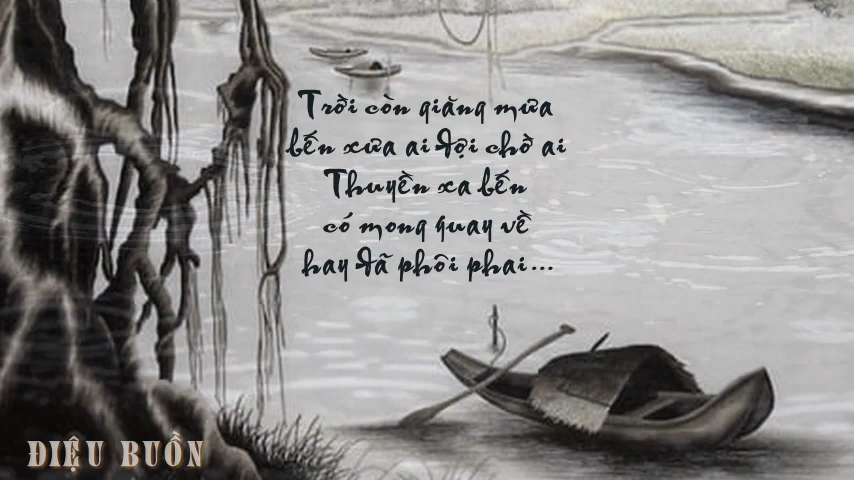 Trời còn giăng mưa
bến xưa ai đợi chờ ai
Thuyền xa bến
có mong quay về
hay đã phôi phai...
ĐIỆU BUỒN